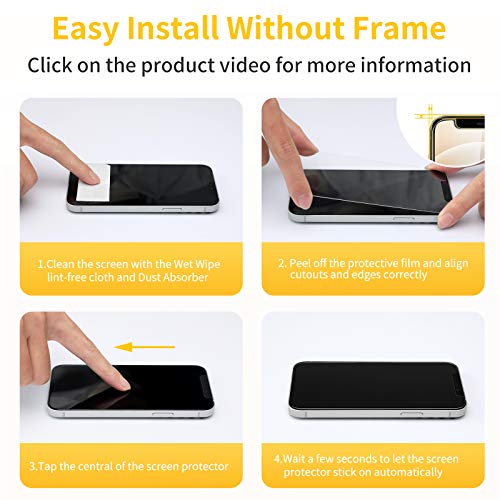 Easy Install Without Frame
Click on the product video for more information
1.Clean the screen with the Wet Wipe
lint-free cloth and Dust Absorber
2. Peel off the protective film and align
cutouts and edges correctly
3.Tap the central of the screen protector
4.Wait a few seconds to let the screen
protector stick on automatically